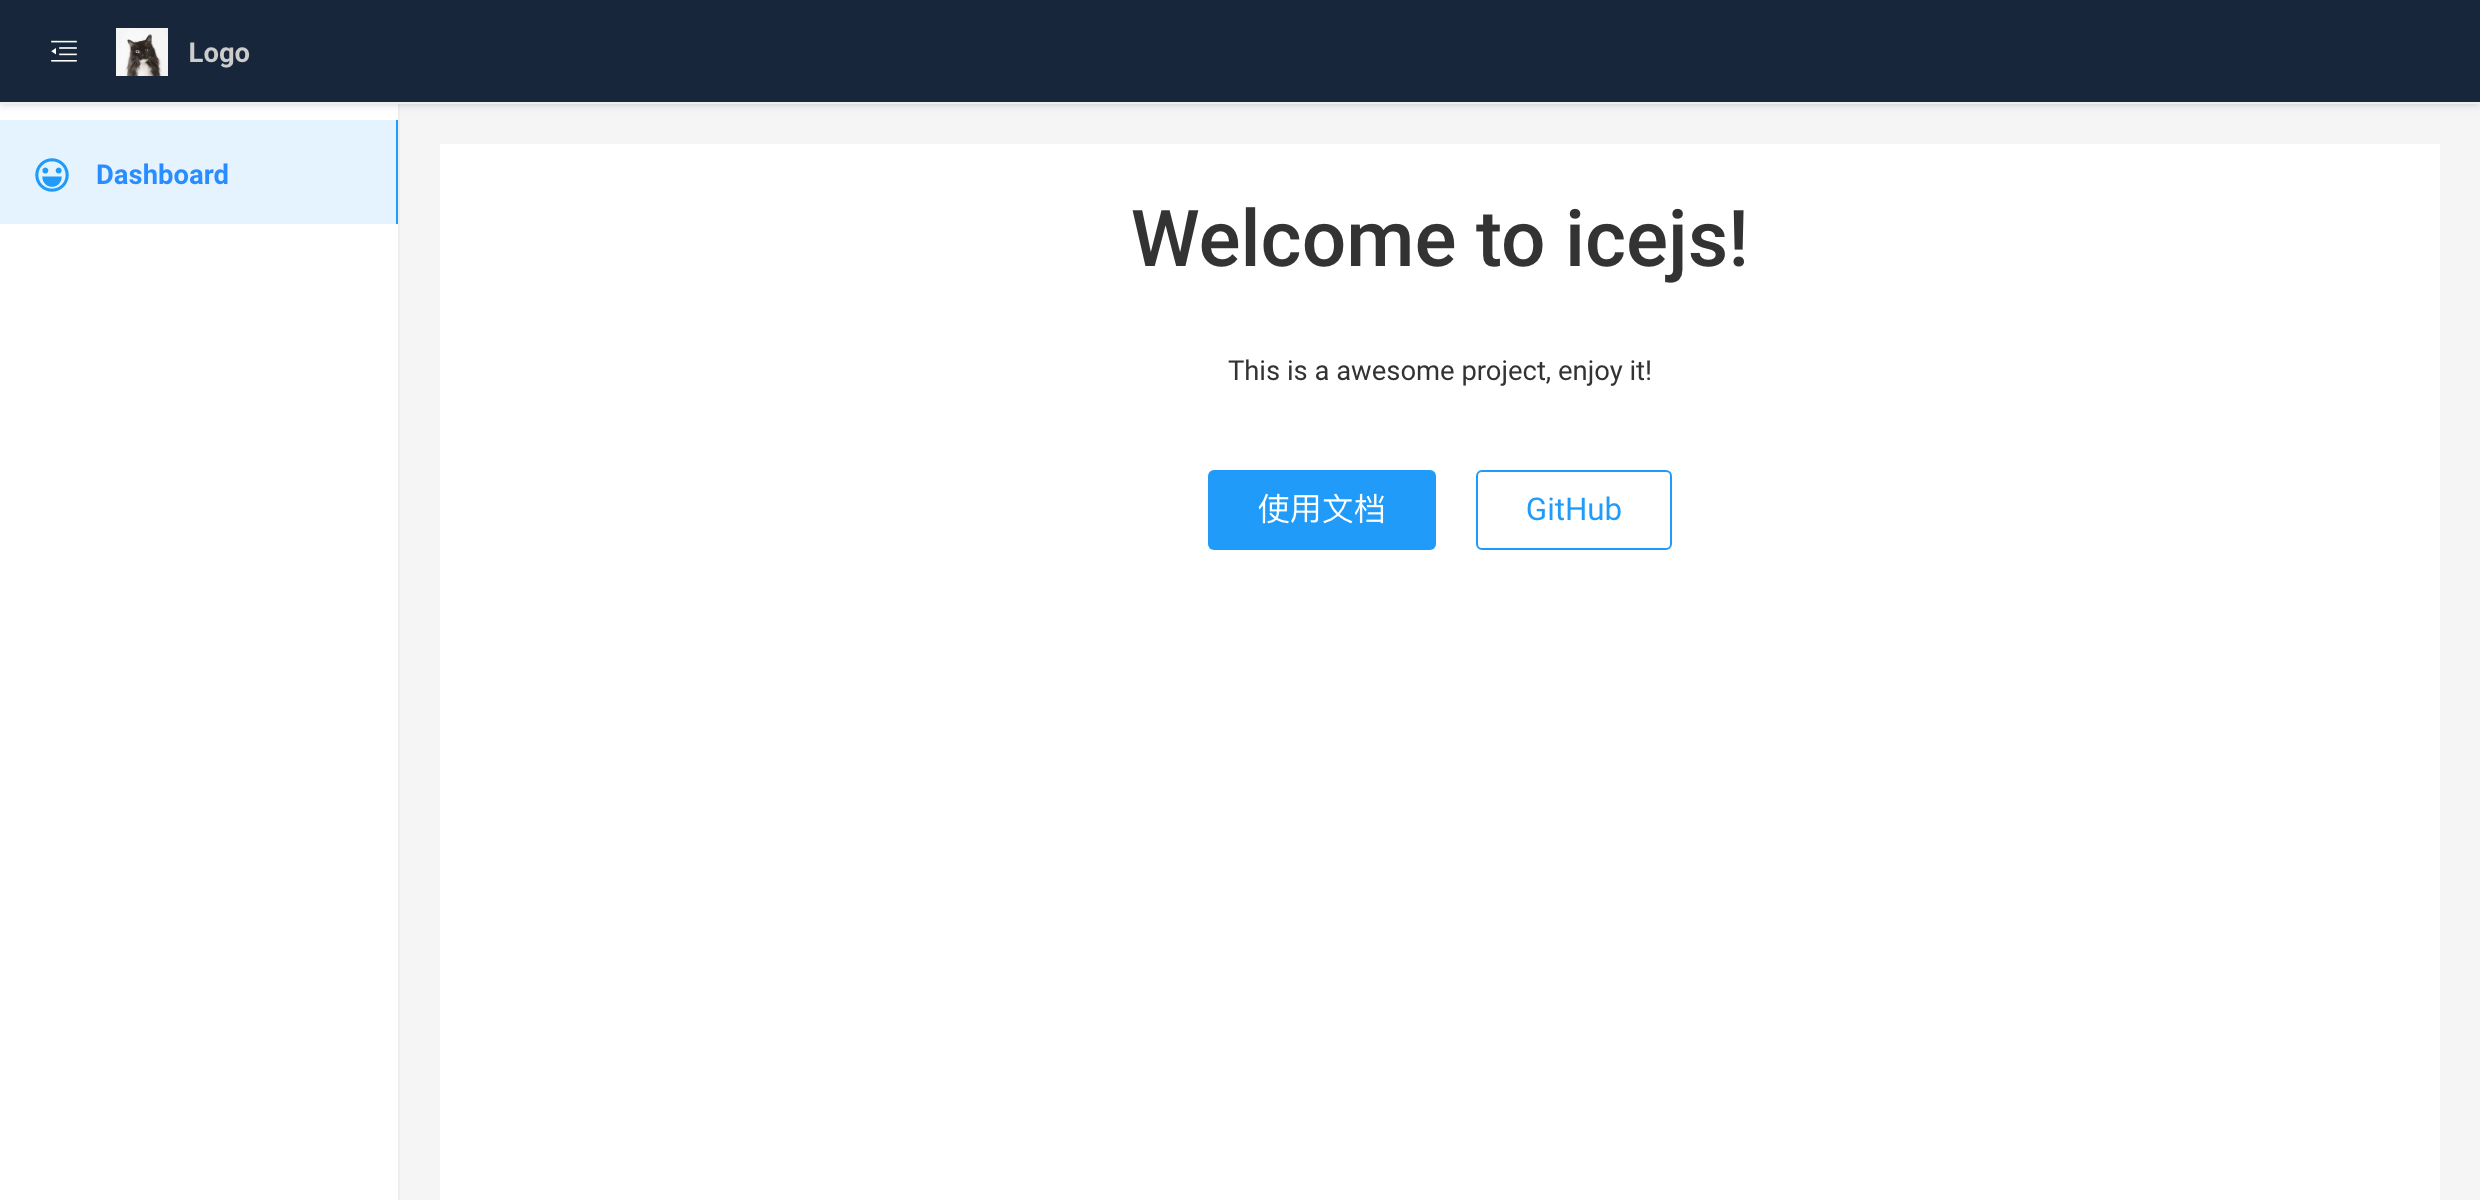 Logo
Dashboard
Welcome to icejs!
This is a awesome project, enjoy it!
使用文档
GitHub